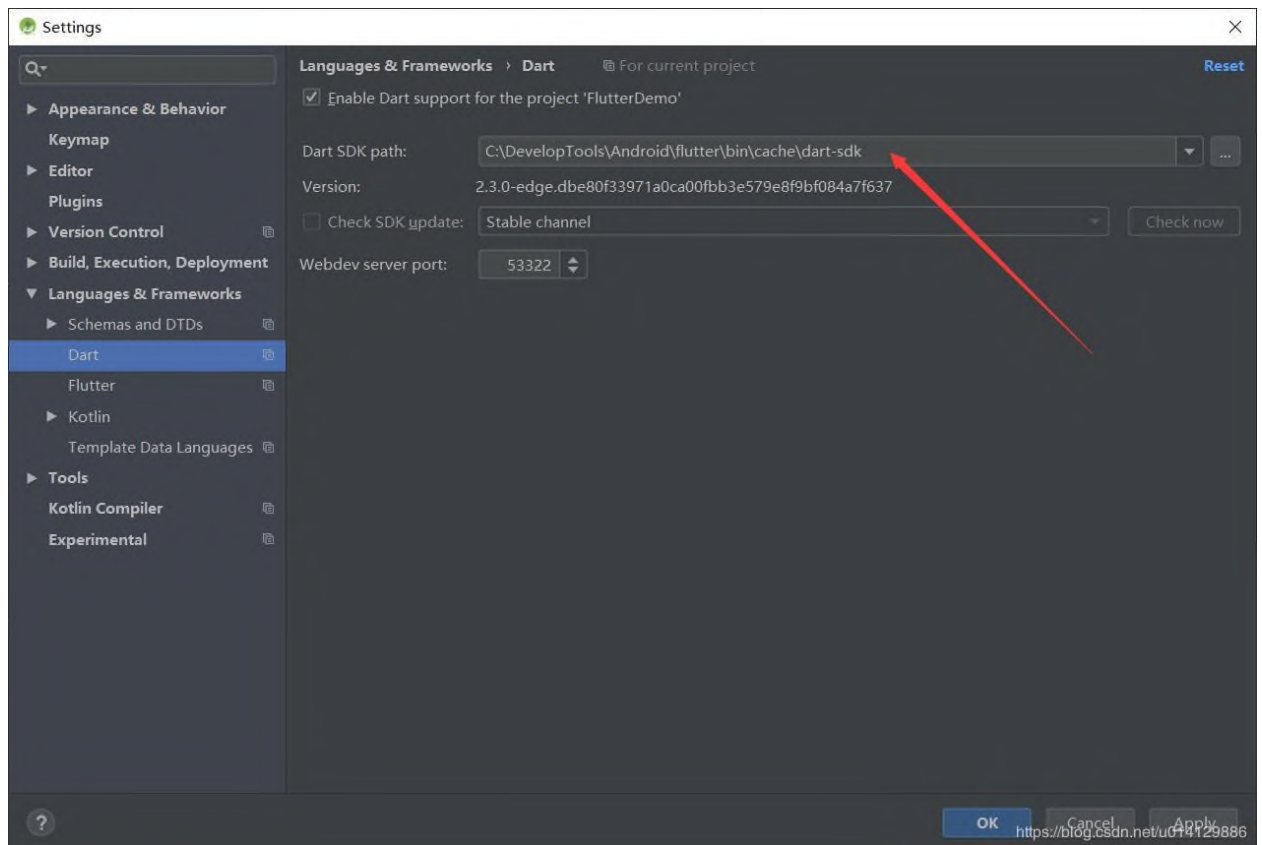 Settings
Languages & Frameworks › Dart For current project Reset
Enable Dart support for the project 'FlutterDemo'
Appearance & Behavior
Keymap
Editor
Plugins
Version Control
Build, Execution, Deployment
Languages & Frameworks
Schemas and DTDs
Dart
Flutter
Kotlin
Template Data Languages
Tools
Kotlin Compiler
Experimental
Dart SDK path: C:\DevelopTools\Android\flutter\bin\cache\dart-sdk ...
Version: 2.3.0-edge.dbe80f33971a0ca00fbb3e579e8f9bf084a7f637
Check SDK update: Stable channel Check now
Webdev server port: 53322
? OK Cancel Apply
https://blog.csdn.net/u014129886